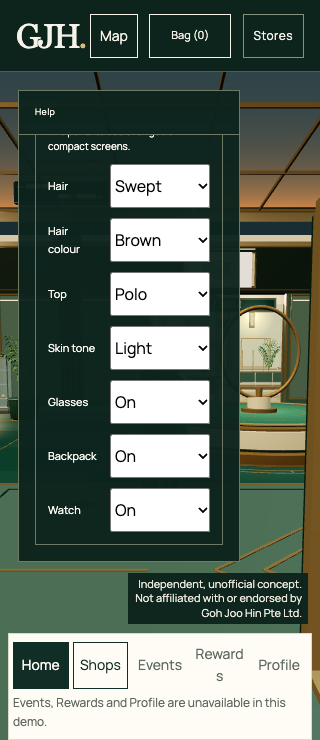 GJH.
Map
Bag (0)
Stores
Help
compact screens.
Hair
Swept
Hair
colour
Brown
Top
Polo
Skin tone
Light
Glasses
On
Backpack
On
Watch
On
Independent, unofficial concept.
Not affiliated with or endorsed by
Goh Joo Hin Pte Ltd.
Home
Shops
Events
Reward
s
Profile
Events, Rewards and Profile are unavailable in this
demo.